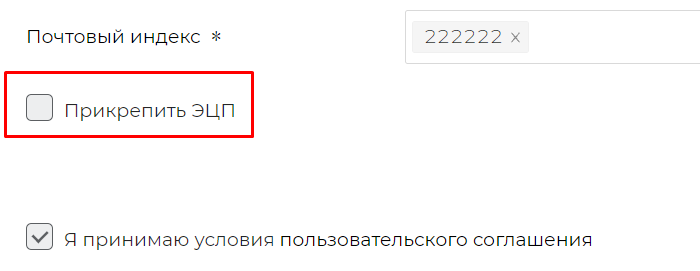 Почтовый индекс *
222222 ×
Прикрепить ЭЦП
Я принимаю условия пользовательского соглашения